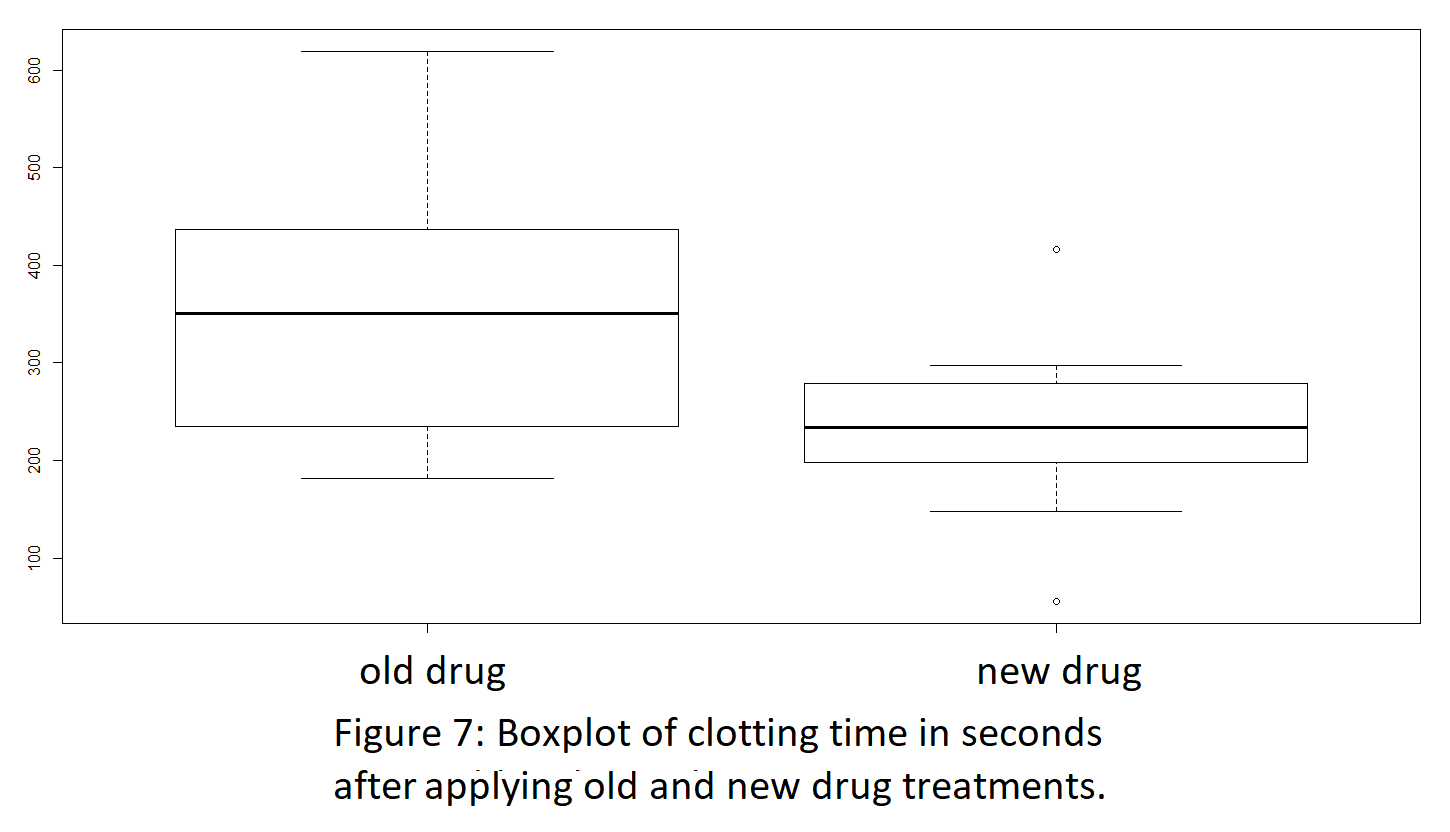 600
500
400
300
200
100
old drug new drug
Figure 7: Boxplot of clotting time in seconds
after applying old and new drug treatments.